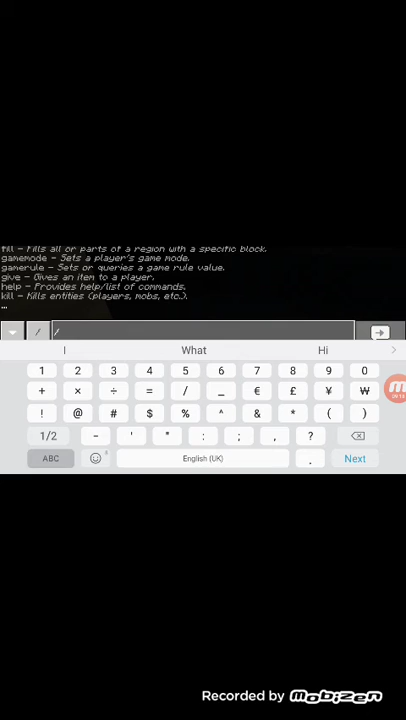 fill – Fills all or parts of a region with a specific block.
gamemode – Sets a player's game mode.
gamerule – Sets or queries a game rule value.
give – Gives an item to a player.
help – Provides help/list of commands.
kill – Kills entities (players, mobs, etc.).
...
/ /
I What Hi
1 2 3 4 5 6 7 8 9 0
+ × ÷ = / _ € £ ¥ ₩
! @ # $ % ^ & * ( )
1/2 - ' " : ; , ?
ABC English (UK) . Next
Recorded by MOBIZEN